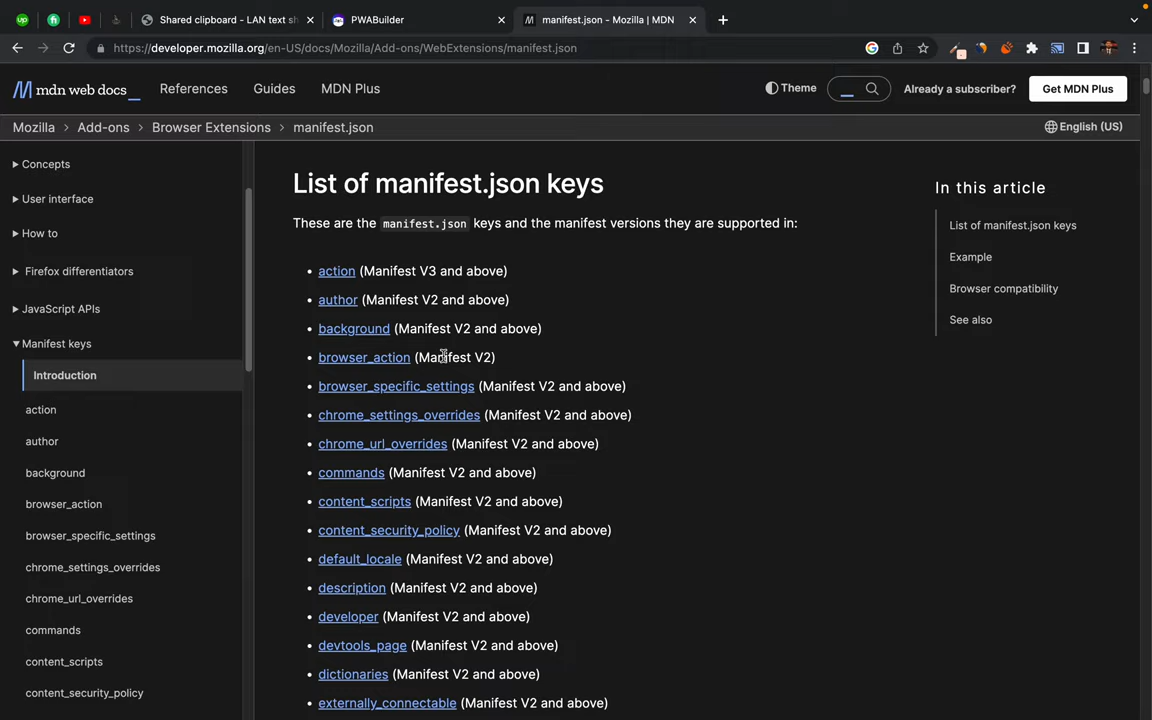 Shared clipboard - LAN text sh
PWABuilder
manifest.json - Mozilla | MDN
https://developer.mozilla.org/en-US/docs/Mozilla/Add-ons/WebExtensions/manifest.json
mdn web docs_
References
Guides
MDN Plus
Theme
Already a subscriber?
Get MDN Plus
Mozilla > Add-ons > Browser Extensions > manifest.json
English (US)
Concepts
User interface
How to
Firefox differentiators
JavaScript APIs
Manifest keys
Introduction
action
author
background
browser_action
browser_specific_settings
chrome_settings_overrides
chrome_url_overrides
commands
content_scripts
content_security_policy
List of manifest.json keys
These are the manifest.json keys and the manifest versions they are supported in:
• action (Manifest V3 and above)
• author (Manifest V2 and above)
• background (Manifest V2 and above)
• browser_action (Manifest V2)
• browser_specific_settings (Manifest V2 and above)
• chrome_settings_overrides (Manifest V2 and above)
• chrome_url_overrides (Manifest V2 and above)
• commands (Manifest V2 and above)
• content_scripts (Manifest V2 and above)
• content_security_policy (Manifest V2 and above)
• default_locale (Manifest V2 and above)
• description (Manifest V2 and above)
• developer (Manifest V2 and above)
• devtools_page (Manifest V2 and above)
• dictionaries (Manifest V2 and above)
• externally_connectable (Manifest V2 and above)
In this article
List of manifest.json keys
Example
Browser compatibility
See also